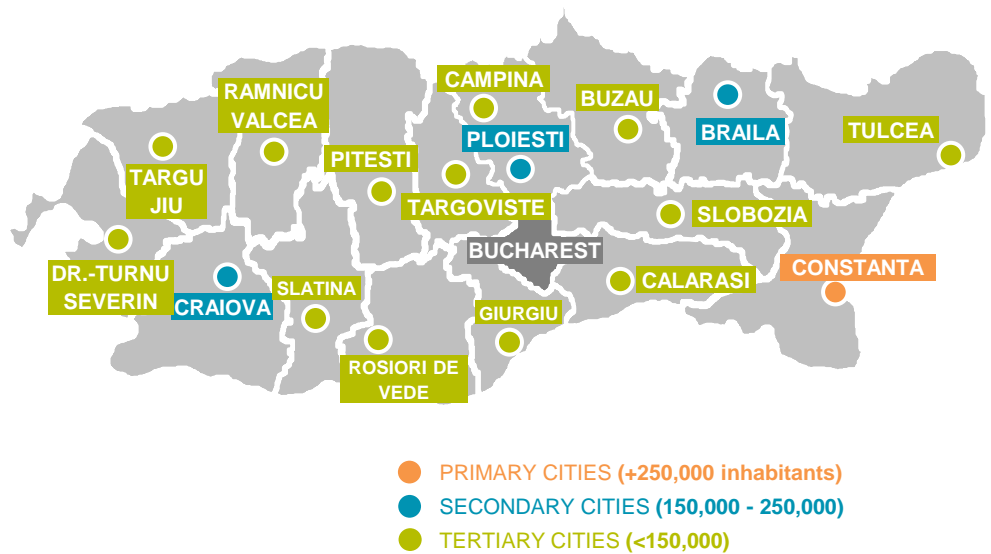 CAMPINA
RAMNICU
VALCEA
BUZAU
PLOIESTI
BRAILA
TULCEA
PITESTI
TARGU
JIU
TARGOVISTE
SLOBOZIA
BUCHAREST
DR.-TURNU
SEVERIN
CRAIOVA
SLATINA
CALARASI
CONSTANTA
GIURGIU
ROSIORI DE
VEDE
PRIMARY CITIES (+250,000 inhabitants)
SECONDARY CITIES (150,000 - 250,000)
TERTIARY CITIES (<150,000)